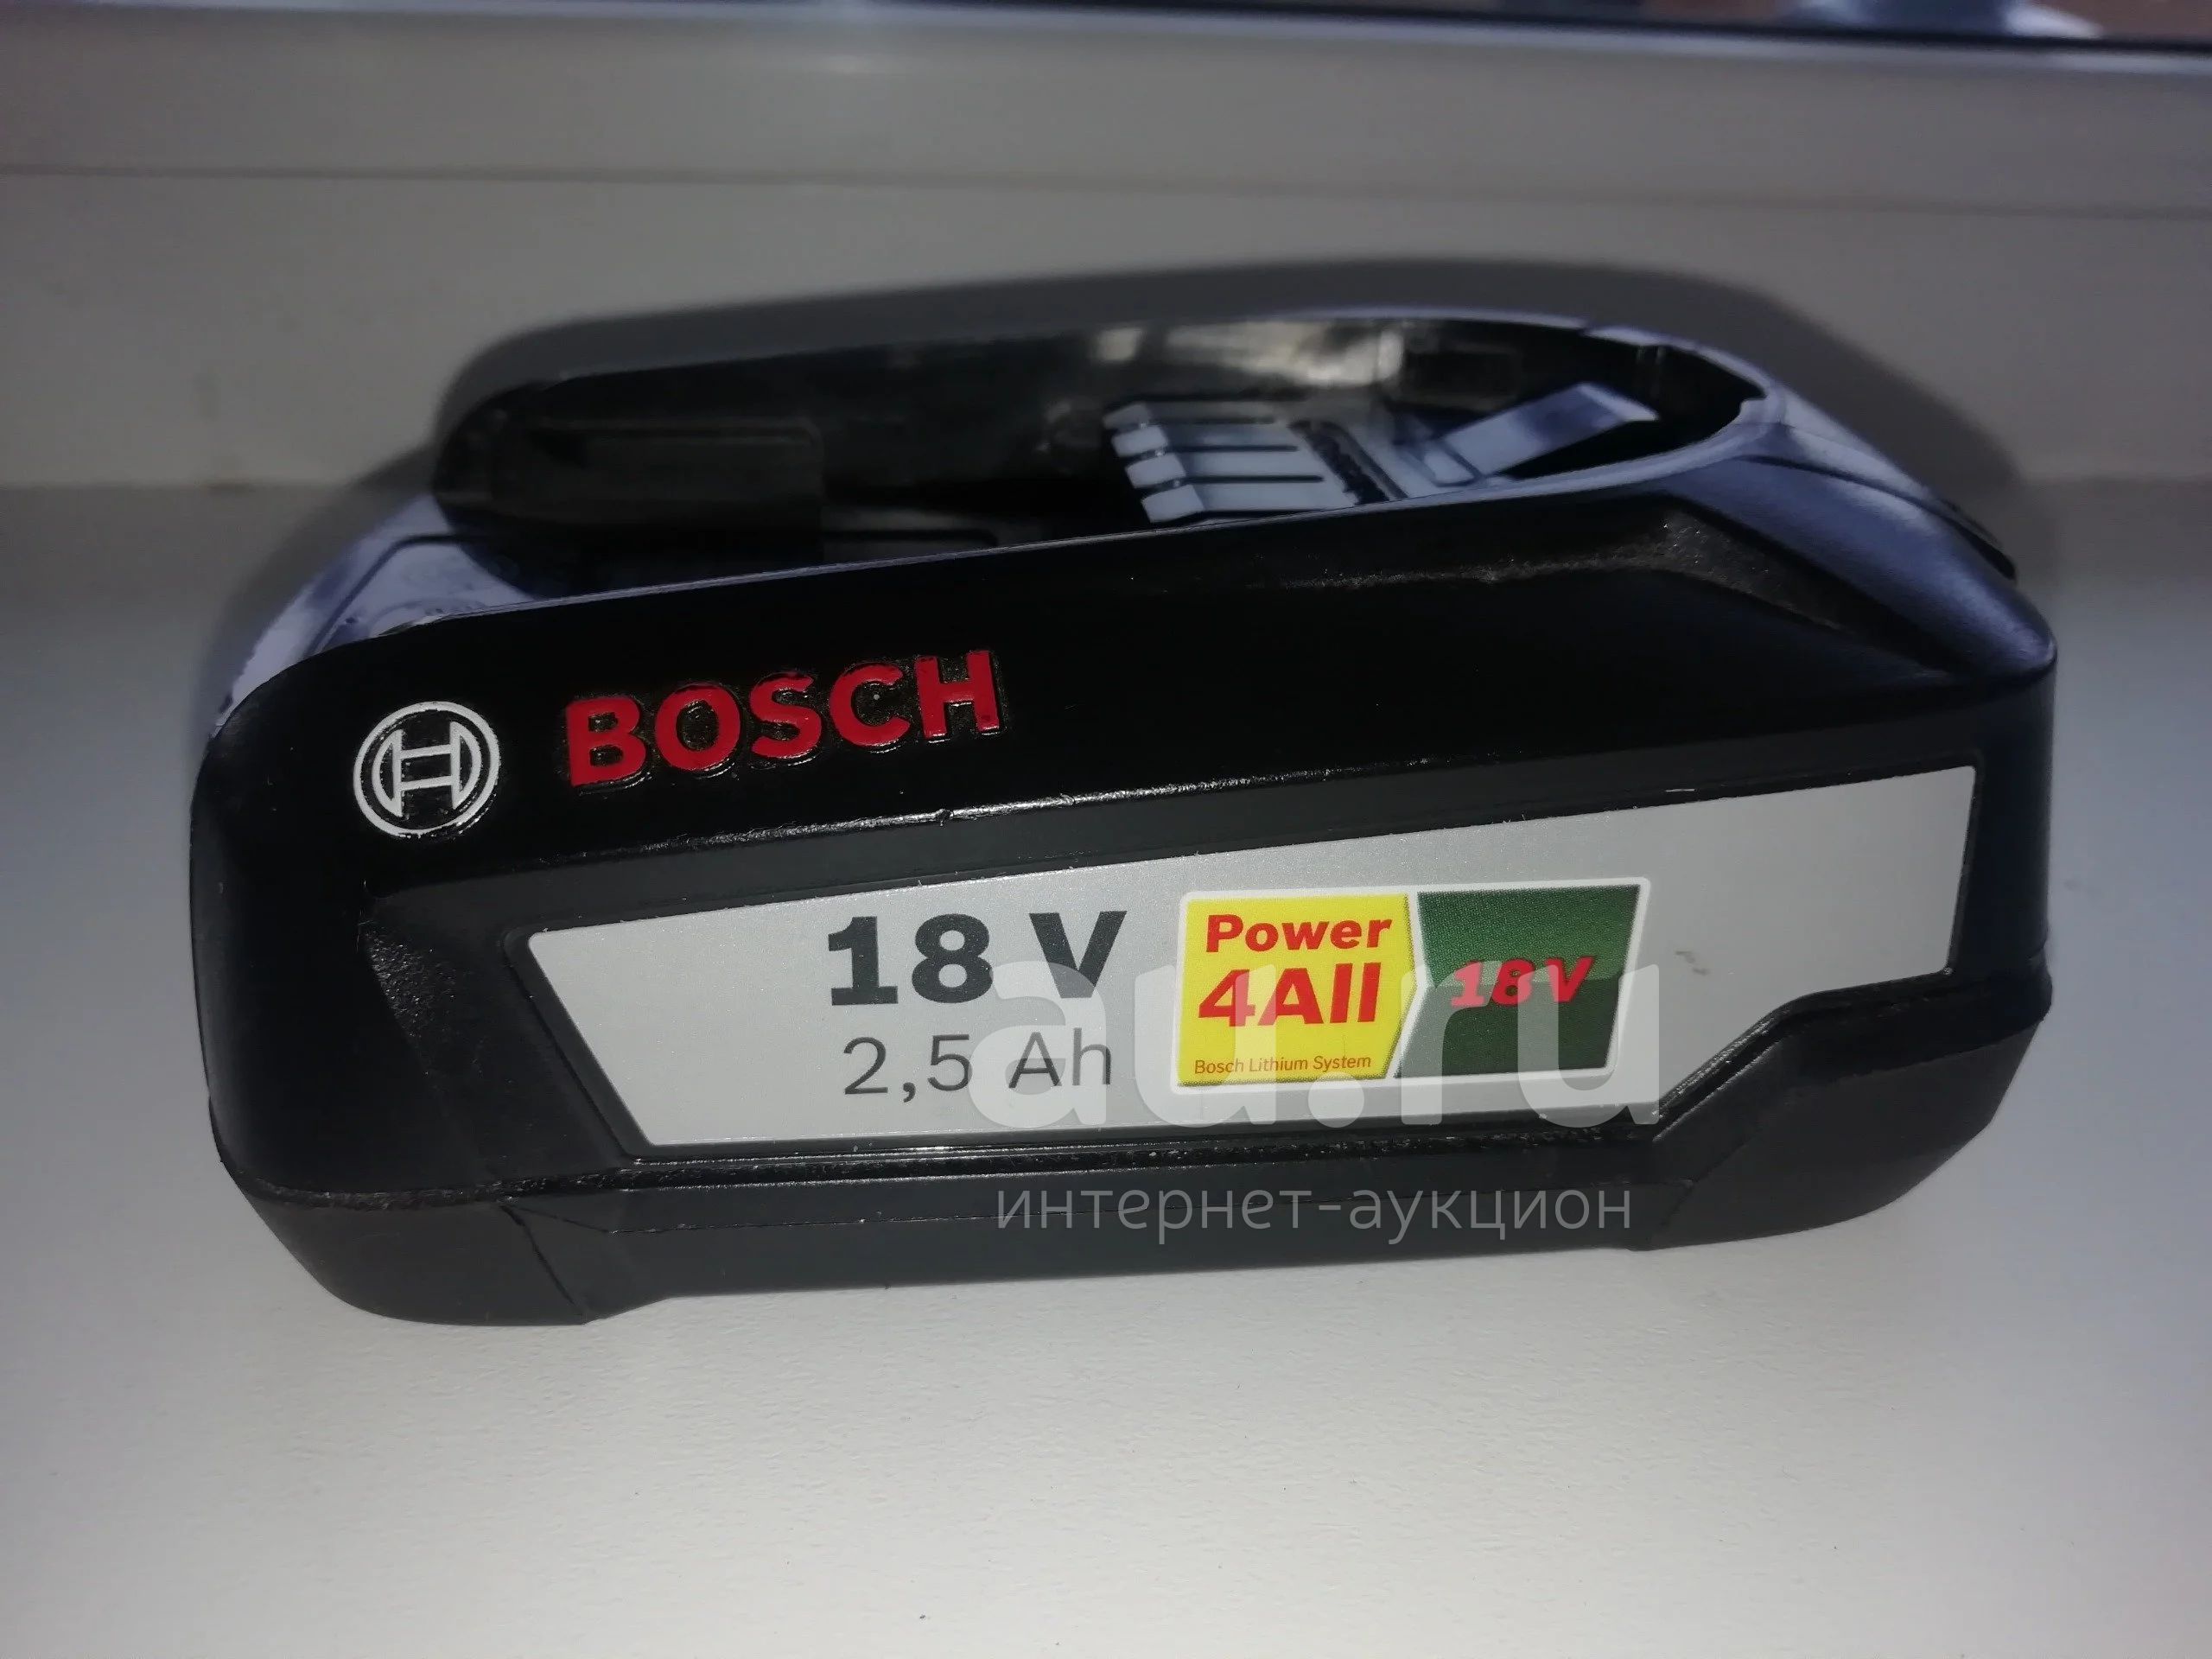 BOSCH
18 V
2,5 Ah
Power
4All
Bosch Lithium System
18V
au.ru
интернет-аукцион